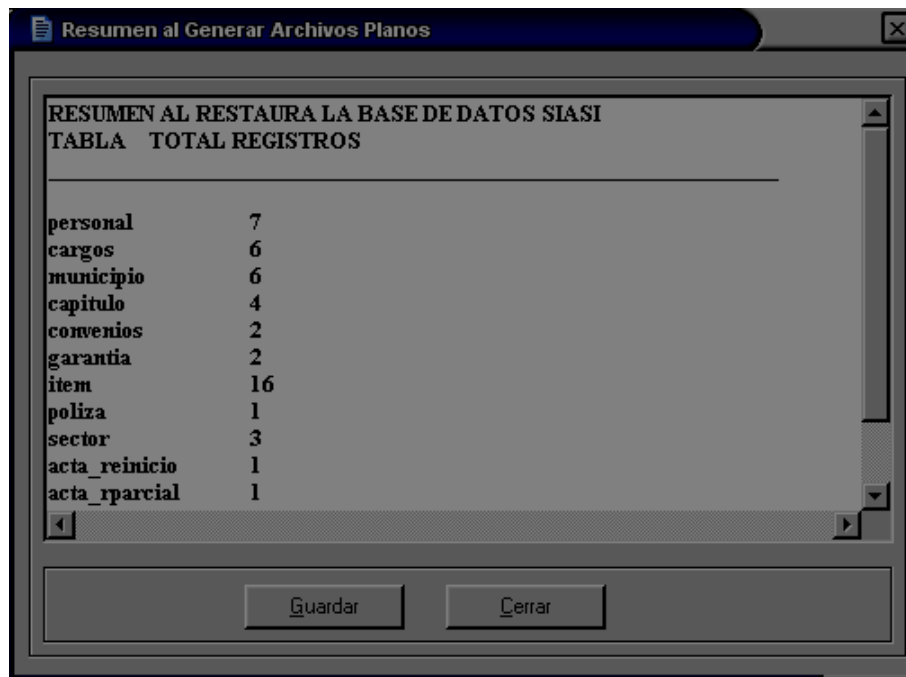 Resumen al Generar Archivos Planos
RESUMEN AL RESTAURA LA BASE DE DATOS SIASI
TABLA TOTAL REGISTROS
personal 7
cargos 6
municipio 6
capitulo 4
convenios 2
garantia 2
item 16
poliza 1
sector 3
acta_reinicio 1
acta_rparcial 1
Guardar Cerrar